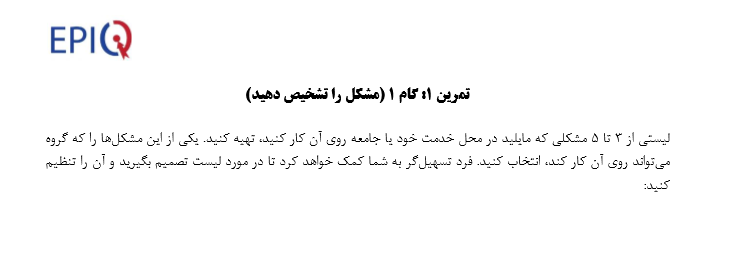 EPIQ
تمرین ۱: گام ۱ (مشکل را تشخیص دهید)
لیستی از ۳ تا ۵ مشکلی که مایلید در محل خدمت خود یا جامعه روی آن کار کنید، تهیه کنید. یکی از این مشکل‌ها را که گروه
می‌تواند روی آن کار کند، انتخاب کنید. فرد تسهیل‌گر به شما کمک خواهد کرد تا در مورد لیست تصمیم بگیرید و آن را تنظیم
کنید: